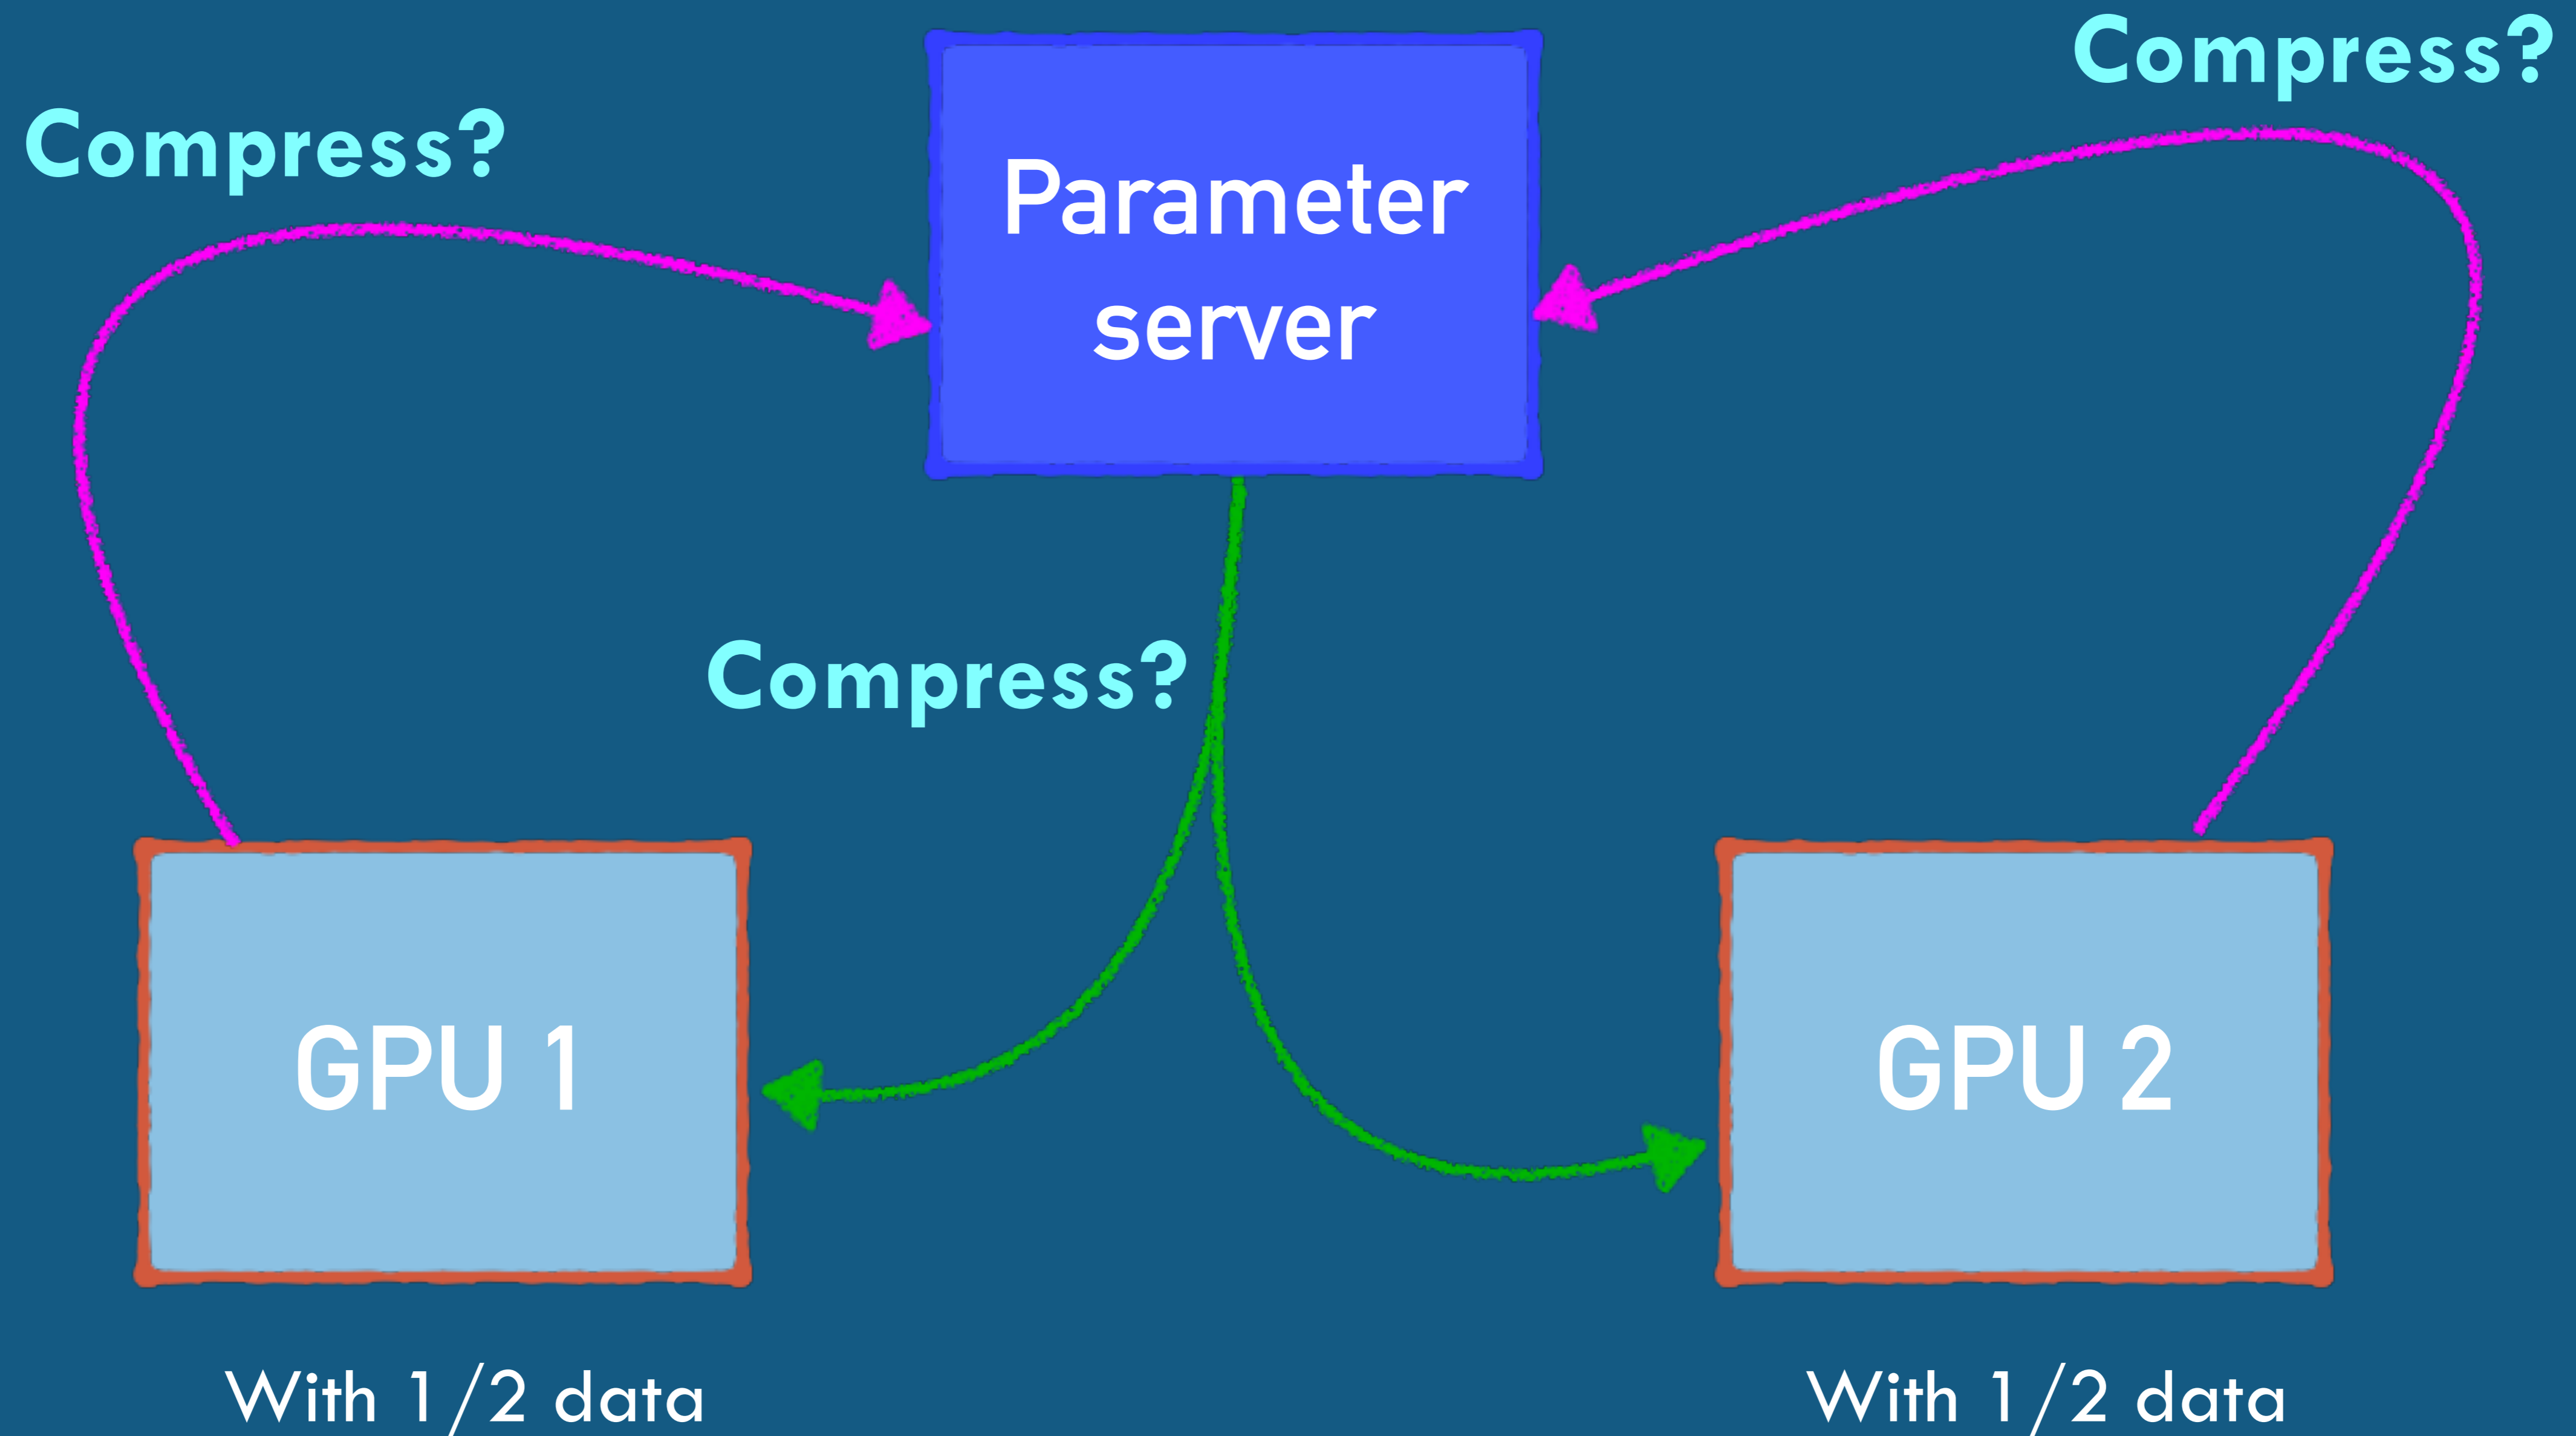 Compress?
Compress?
Parameter
server
Compress?
GPU 1
GPU 2
With 1/2 data
With 1/2 data